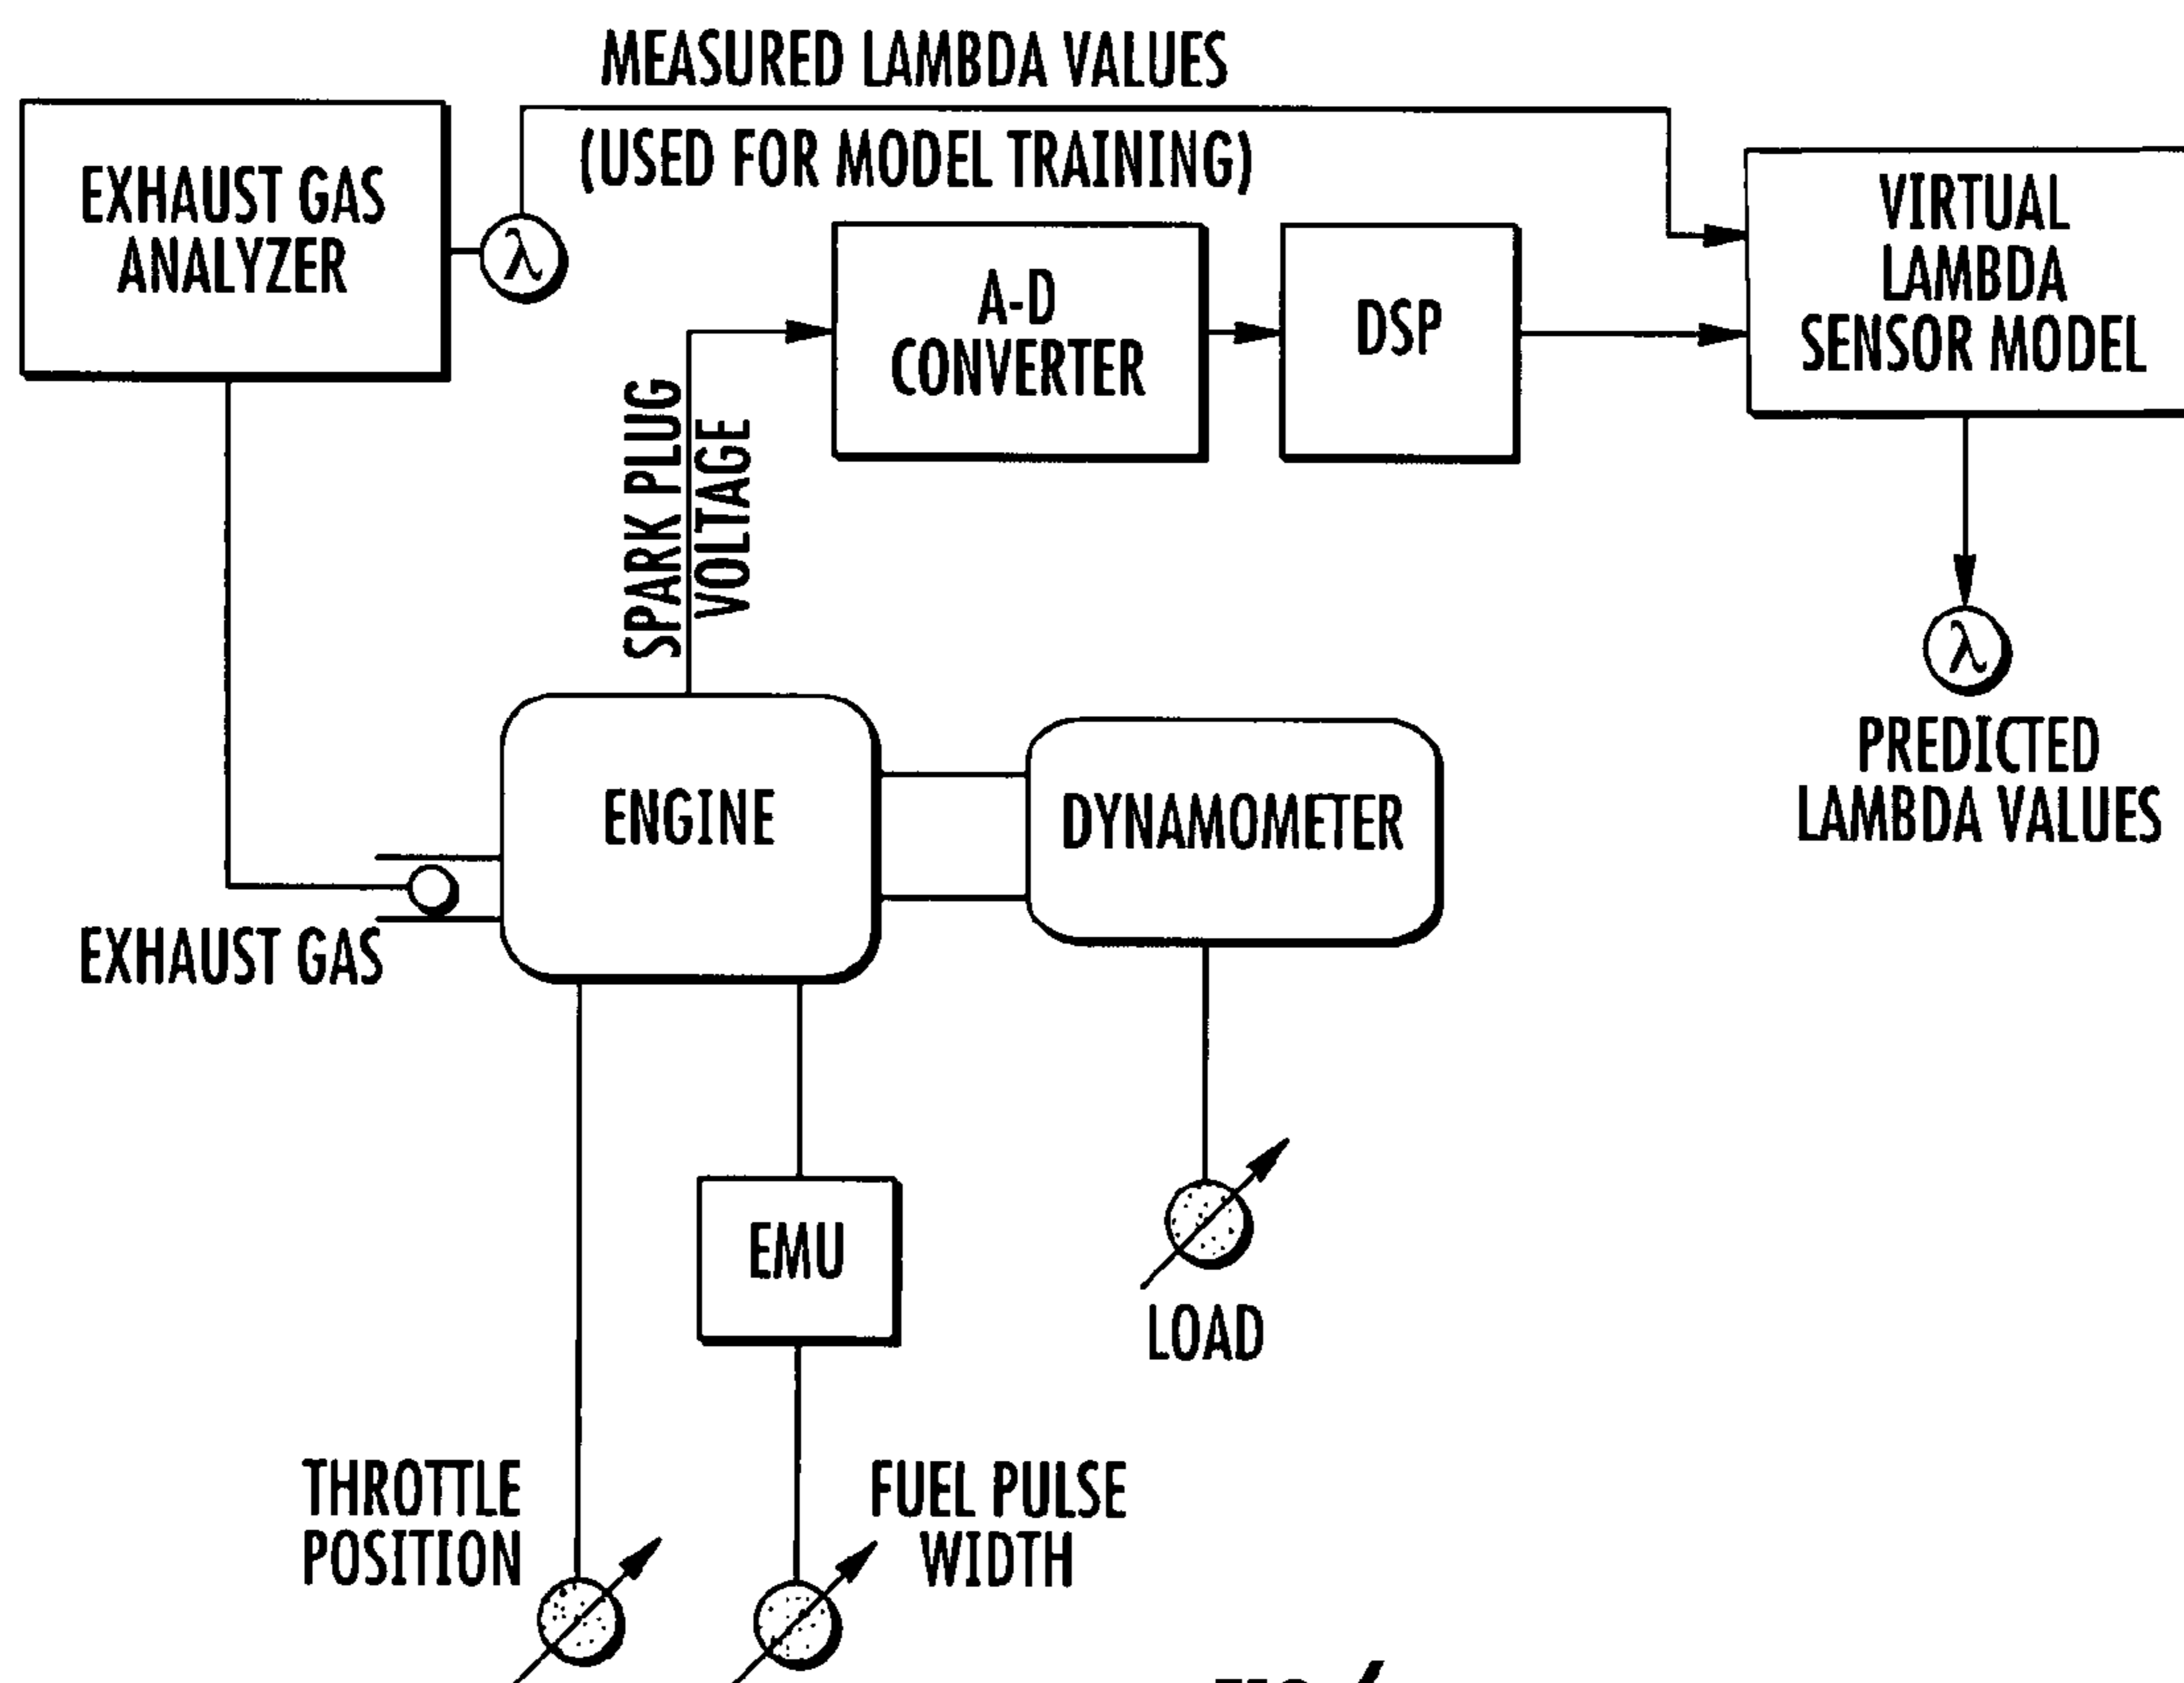 MEASURED LAMBDA VALUES
(USED FOR MODEL TRAINING)
EXHAUST GAS
ANALYZER
λ
A-D
CONVERTER
DSP
VIRTUAL
LAMBDA
SENSOR MODEL
SPARK PLUG
VOLTAGE
λ
PREDICTED
LAMBDA VALUES
ENGINE
DYNAMOMETER
EXHAUST GAS
EMU
LOAD
THROTTLE
POSITION
FUEL PULSE
WIDTH